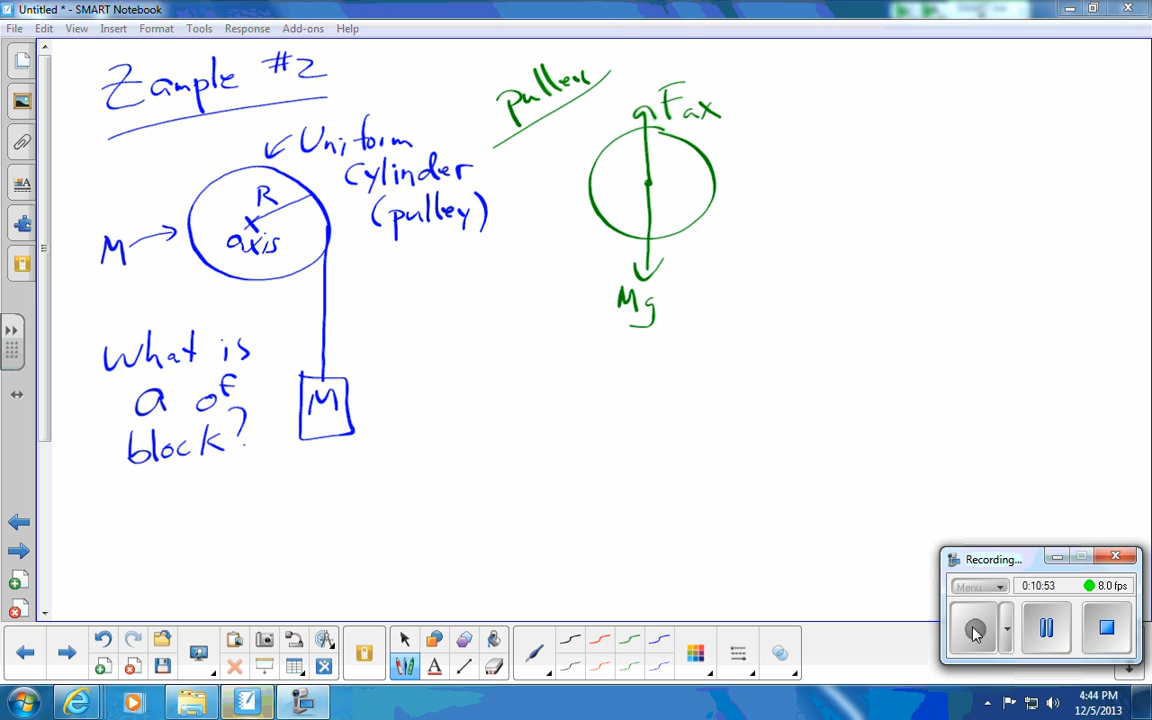 Untitled * - SMART Notebook
File Edit View Insert Format Tools Response Add-ons Help
Zample #2
Uniform
cylinder
(pulley)
R
axis
M
What is
a of
block?
M
pulley
Fax
Mg
Recording...
Menu
0:10:53
8.0 fps
A
4:44 PM
12/5/2013